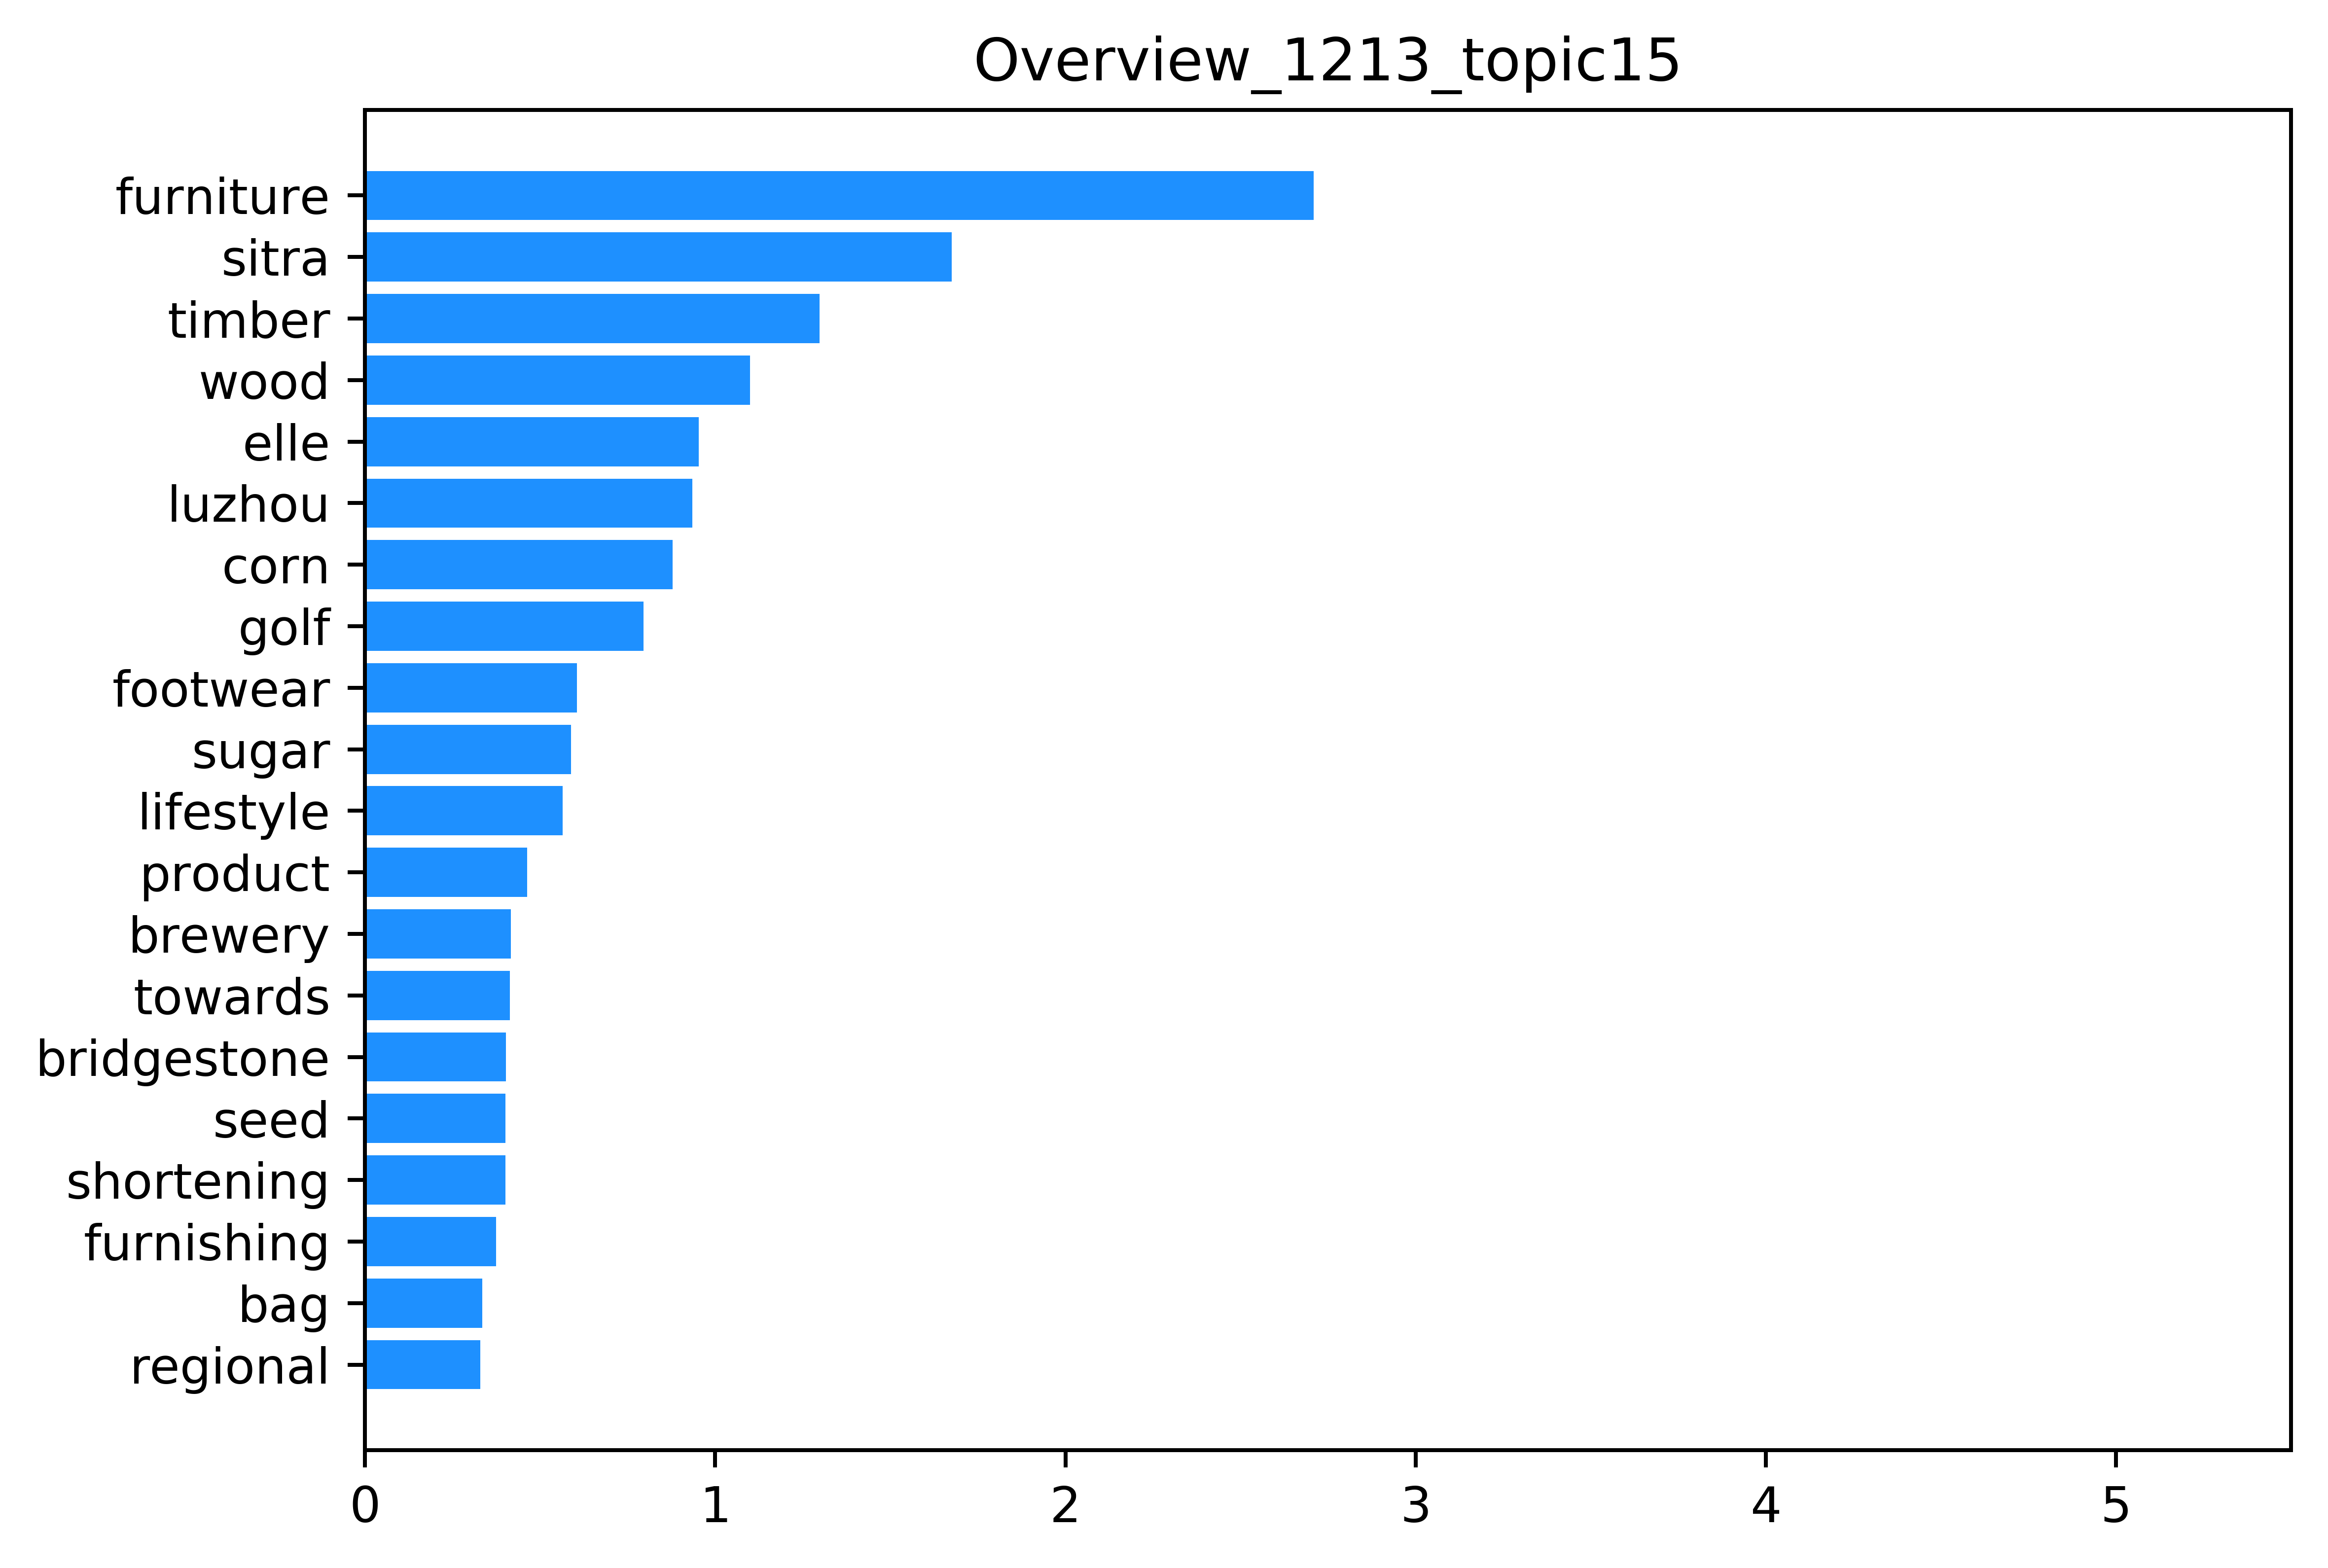 Overview_1213_topic15
furniture
sitra
timber
wood
elle
luzhou
corn
golf
footwear
sugar
lifestyle
product
brewery
towards
bridgestone
seed
shortening
furnishing
bag
regional
0 1 2 3 4 5